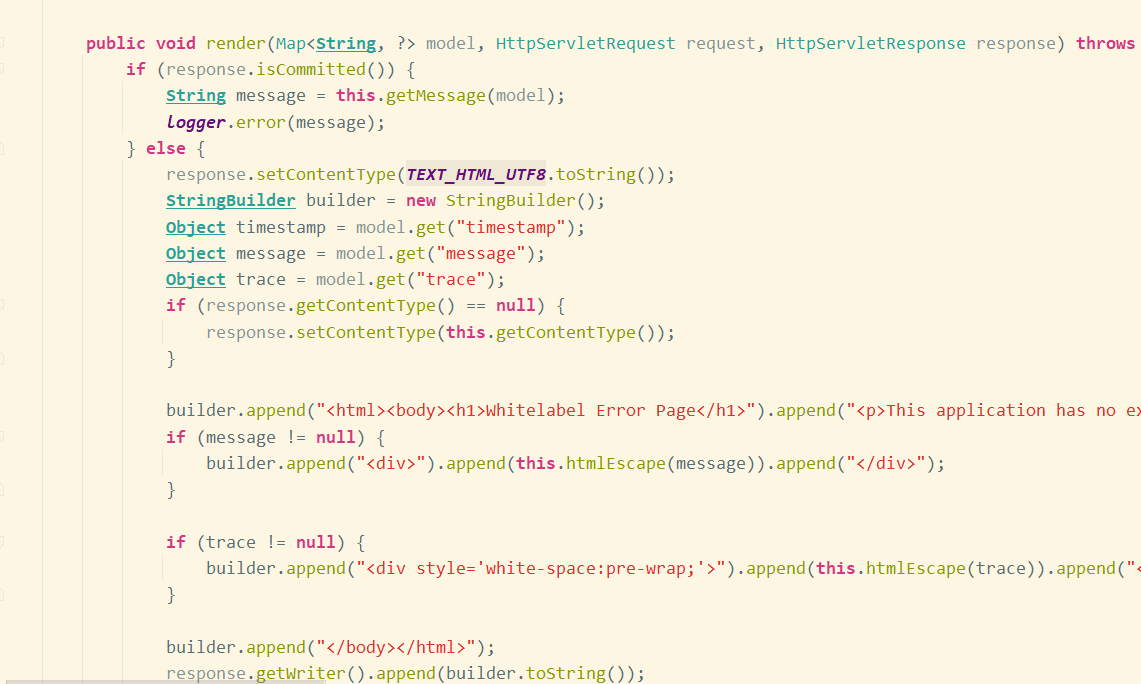 public void render(Map<String, ?> model, HttpServletRequest request, HttpServletResponse response) throws
if (response.isCommitted()) {
String message = this.getMessage(model);
logger.error(message);
} else {
response.setContentType(TEXT_HTML_UTF8.toString());
StringBuilder builder = new StringBuilder();
Object timestamp = model.get("timestamp");
Object message = model.get("message");
Object trace = model.get("trace");
if (response.getContentType() == null) {
response.setContentType(this.getContentType());
}
builder.append("<html><body><h1>Whitelabel Error Page</h1>").append("<p>This application has no ex
if (message != null) {
builder.append("<div>").append(this.htmlEscape(message)).append("</div>");
}
if (trace != null) {
builder.append("<div style='white-space:pre-wrap;'>").append(this.htmlEscape(trace)).append("<
}
builder.append("</body></html>");
response.getWriter().append(builder.toString());